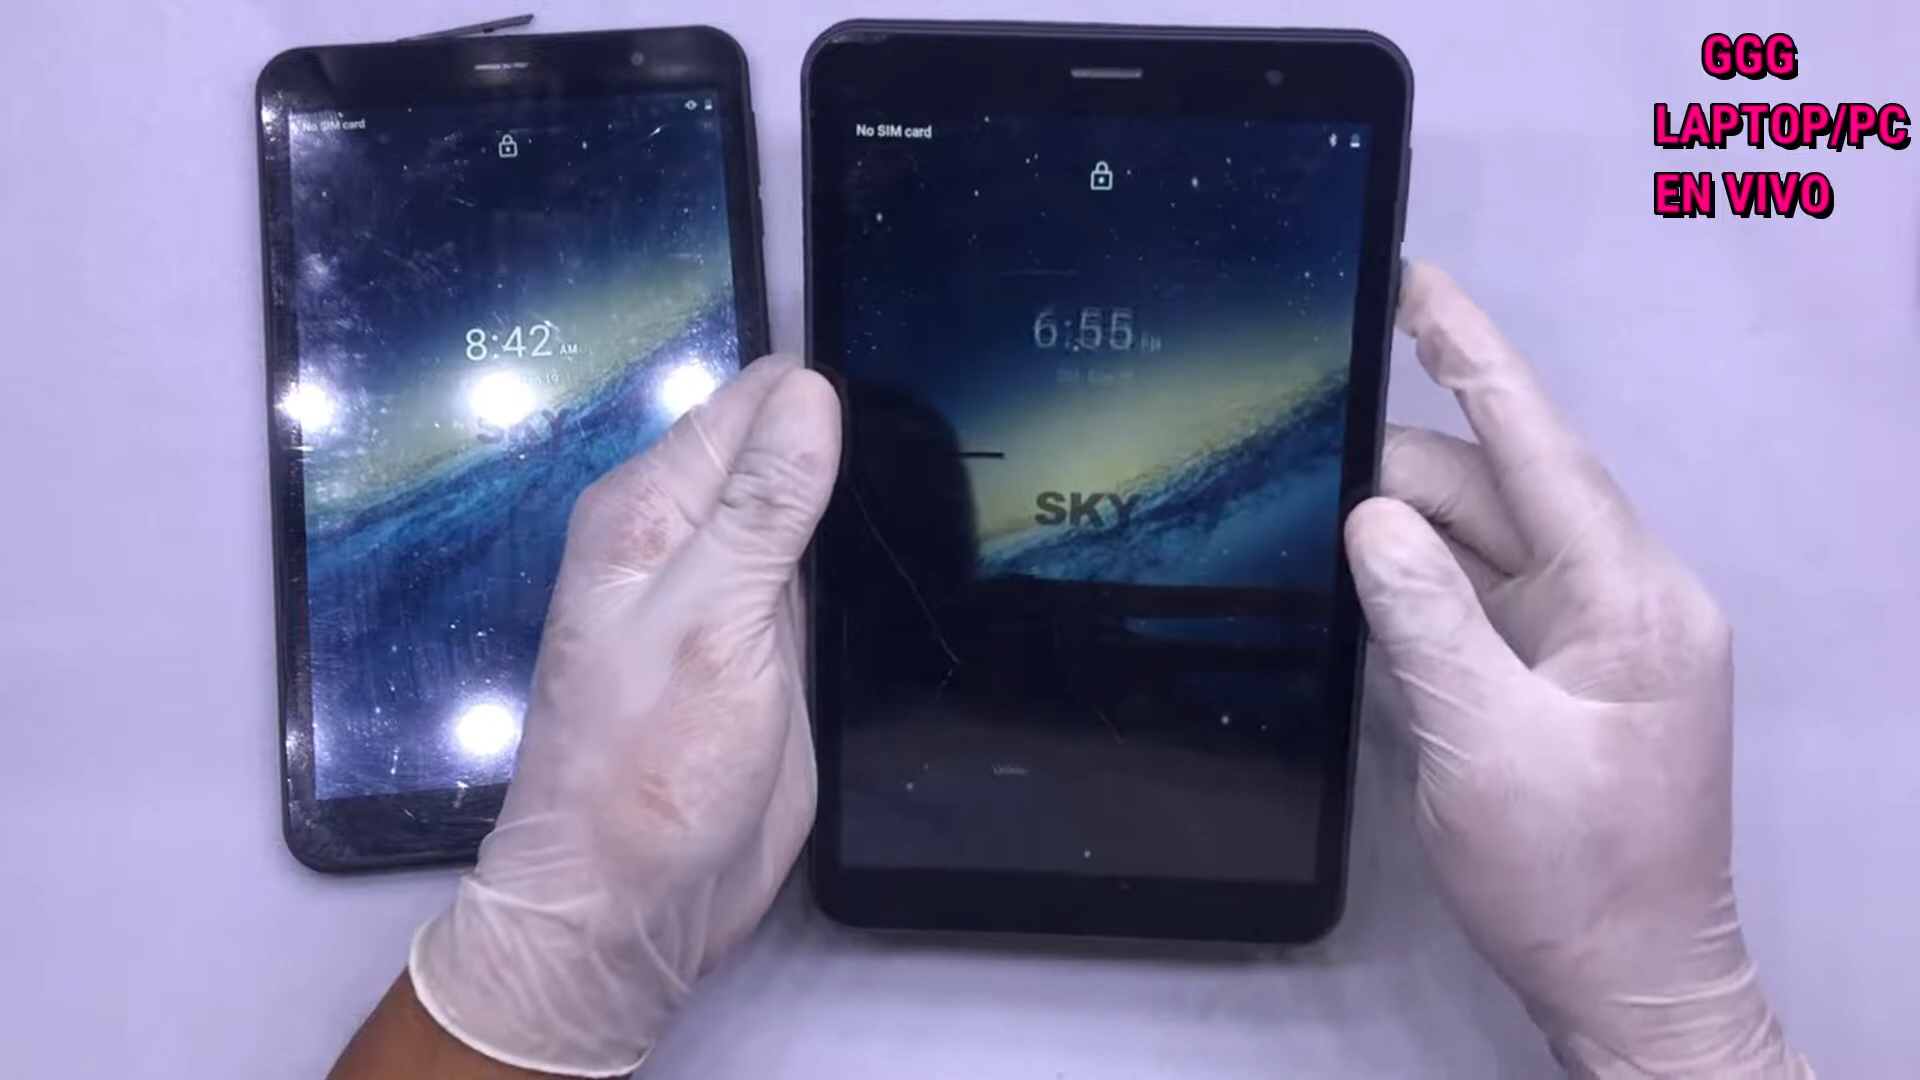 GGG
LAPTOP/PC
EN VIVO
No SIM card
8:42 AM
SKY
No SIM card
6:55
SKY